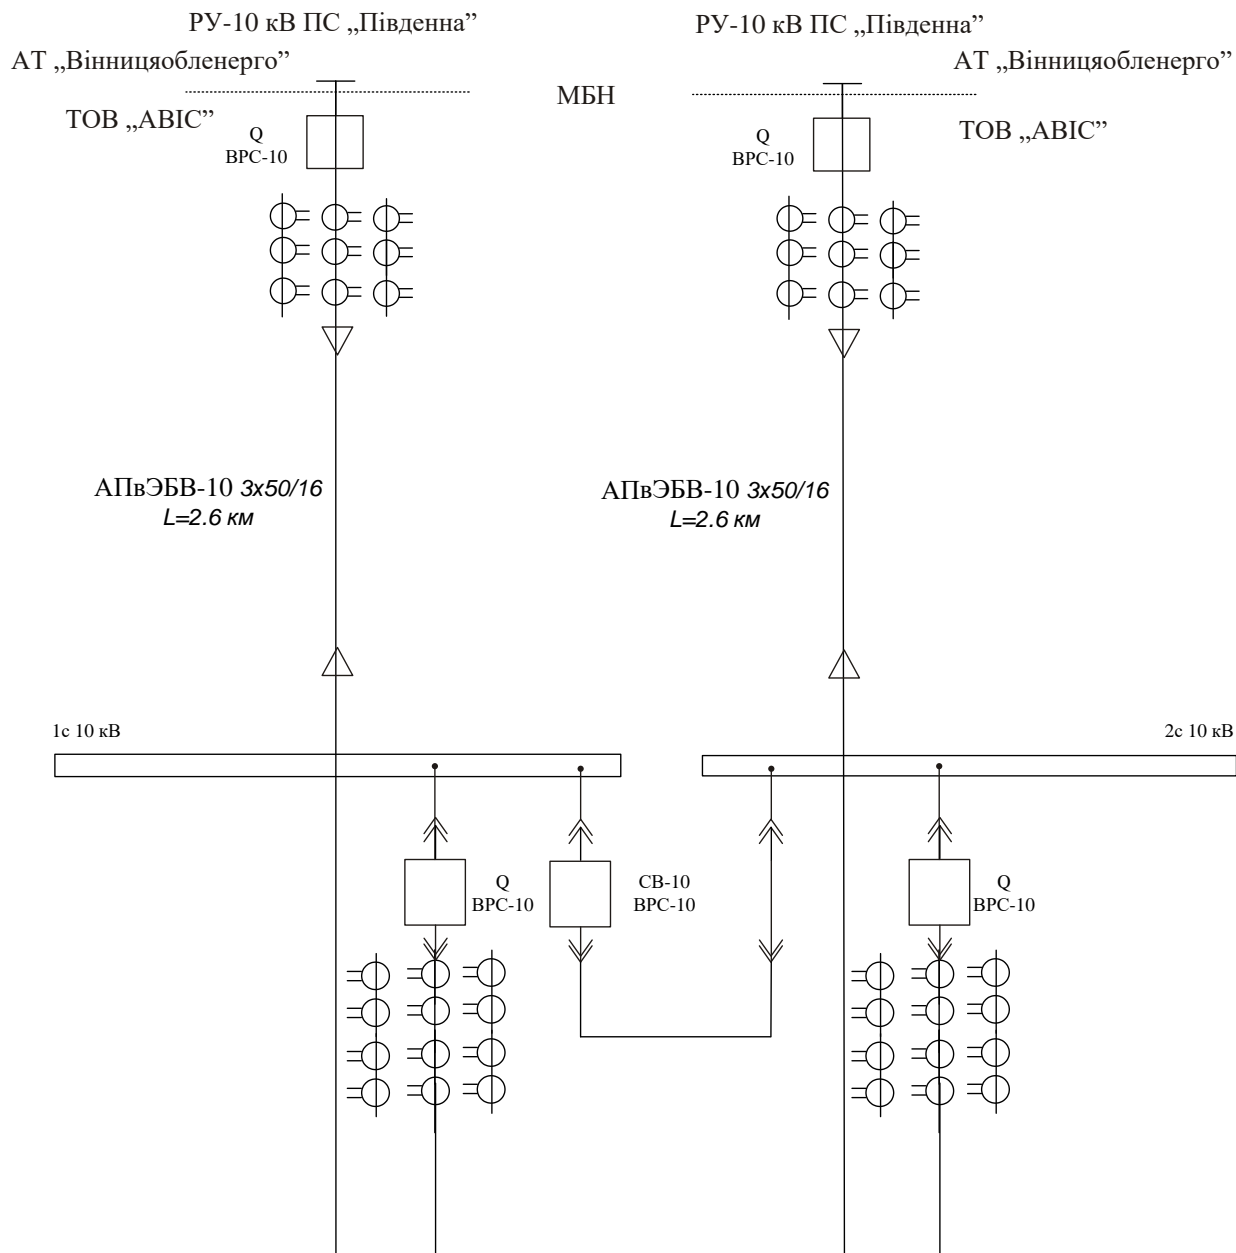 РУ-10 кВ ПС „Південна”
РУ-10 кВ ПС „Південна”
АТ „Вінницяобленерго”
АТ „Вінницяобленерго”
МБН
ТОВ „АВІС”
ТОВ „АВІС”
Q
ВРС-10
Q
ВРС-10
АПвЭБВ-10 3х50/16
L=2.6 км
АПвЭБВ-10 3х50/16
L=2.6 км
1с 10 кВ
2с 10 кВ
Q
ВРС-10
СВ-10
ВРС-10
Q
ВРС-10